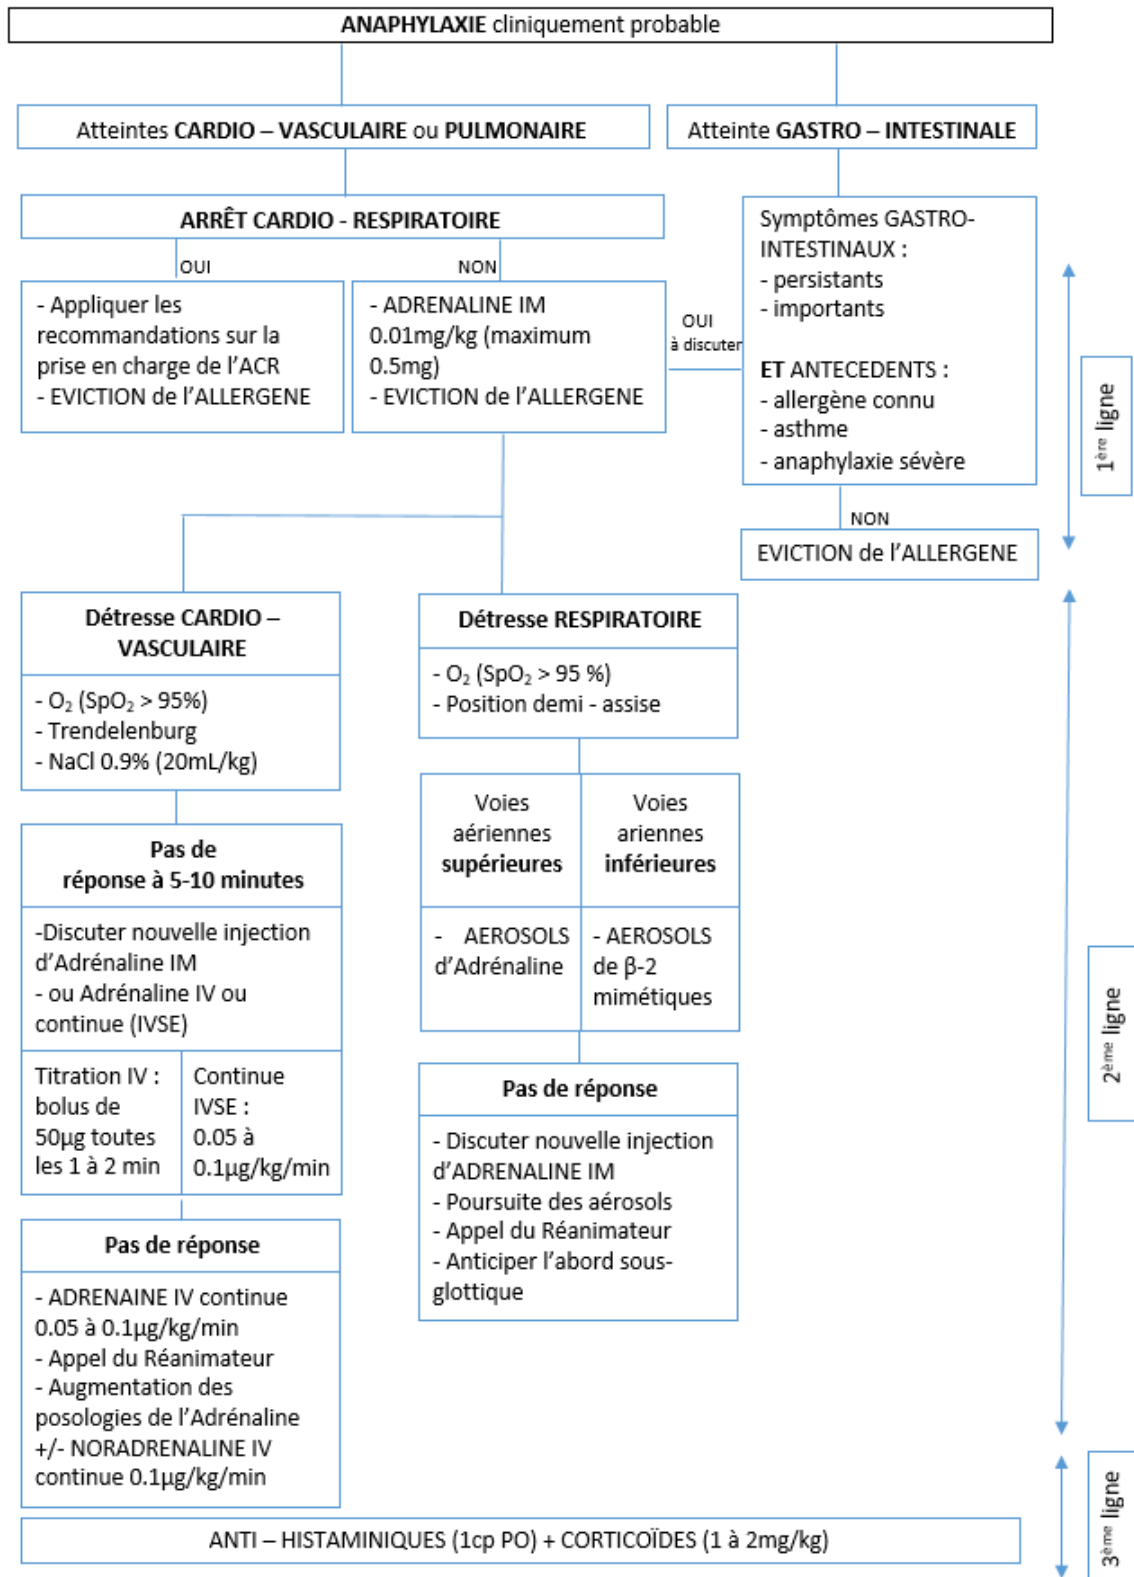 ANAPHYLAXIE cliniquement probable
Atteintes CARDIO – VASCULAIRE ou PULMONAIRE
Atteinte GASTRO – INTESTINALE
ARRÊT CARDIO - RESPIRATOIRE
OUI
NON
- Appliquer les
recommandations sur la
prise en charge de l'ACR
- EVICTION de l'ALLERGENE
- ADRENALINE IM
0.01mg/kg (maximum
0.5mg)
- EVICTION de l'ALLERGENE
OUI
à discuter
Symptômes GASTRO-
INTESTINAUX :
- persistants
- importants
ET ANTECEDENTS :
- allergène connu
- asthme
- anaphylaxie sévère
NON
EVICTION de l'ALLERGENE
1ère ligne
Détresse CARDIO –
VASCULAIRE
- O₂ (SpO₂ > 95%)
- Trendelenburg
- NaCl 0.9% (20mL/kg)
Pas de
réponse à 5-10 minutes
-Discuter nouvelle injection
d'Adrénaline IM
- ou Adrénaline IV ou
continue (IVSE)
Titration IV :
bolus de
50µg toutes
les 1 à 2 min
Continue
IVSE :
0.05 à
0.1µg/kg/min
Pas de réponse
- ADRENAINE IV continue
0.05 à 0.1µg/kg/min
- Appel du Réanimateur
- Augmentation des
posologies de l'Adrénaline
+/- NORADRENALINE IV
continue 0.1µg/kg/min
Détresse RESPIRATOIRE
- O₂ (SpO₂ > 95 %)
- Position demi - assise
Voies
aériennes
supérieures
Voies
ariennes
inférieures
- AEROSOLS
d'Adrénaline
- AEROSOLS
de β-2
mimétiques
Pas de réponse
- Discuter nouvelle injection
d'ADRENALINE IM
- Poursuite des aérosols
- Appel du Réanimateur
- Anticiper l'abord sous-
glottique
2ème ligne
ANTI – HISTAMINIQUES (1cp PO) + CORTICOÏDES (1 à 2mg/kg)
3ème ligne